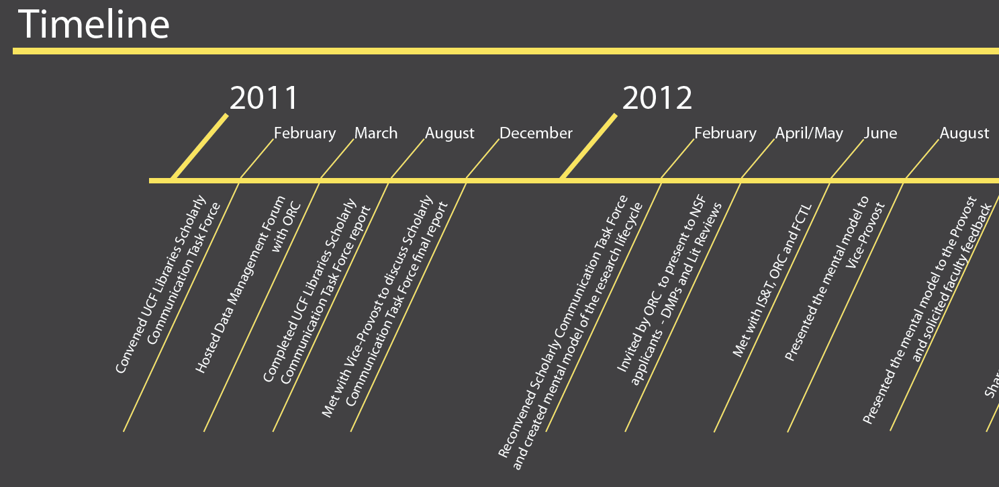 Timeline
2011
2012
February
March
August
December
February
April/May
June
August
Convened UCF Libraries Scholarly
Communication Task Force
Hosted Data Management Forum
with ORC
Completed UCF Libraries Scholarly
Communication Task Force report
Met with Vice-Provost to discuss Scholarly
Communication Task Force final report
Reconvened Scholarly Communication Task Force
and created mental model of the research lifecycle
Invited by ORC to present to NSF
applicants - DMPs and Lit Reviews
Met with IS&T, ORC and FCTL
Presented the mental model to
Vice-Provost
Presented the mental model to the Provost
and solicited faculty feedback